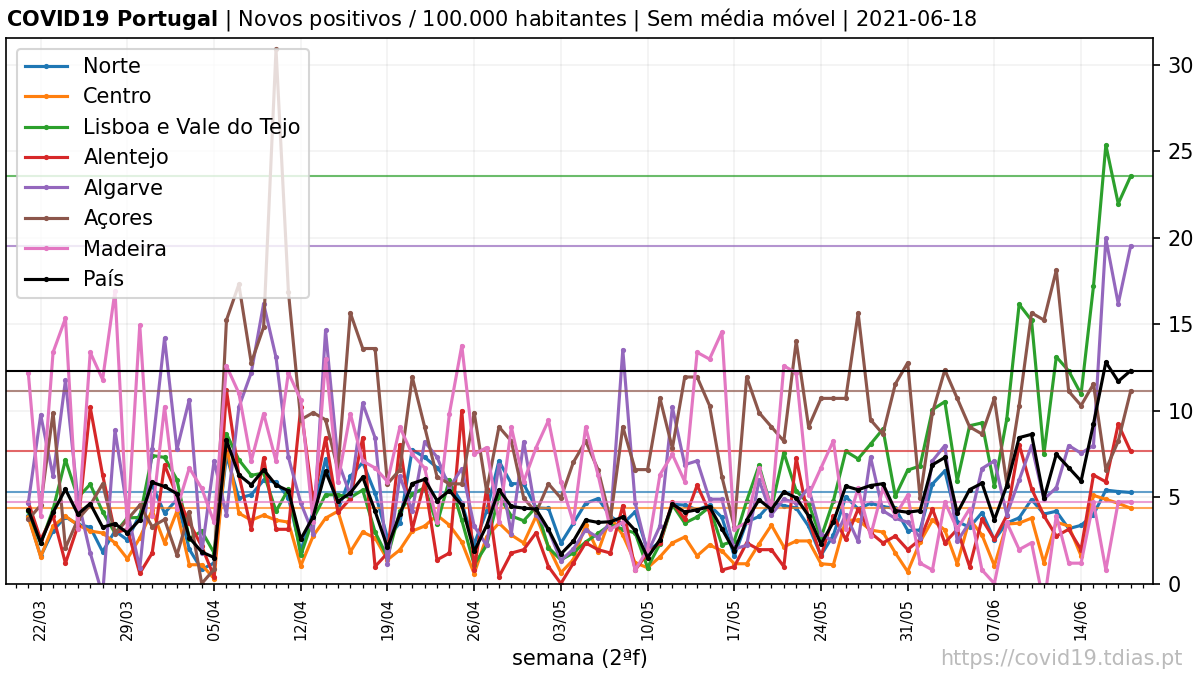 COVID19 Portugal | Novos positivos / 100.000 habitantes | Sem média móvel | 2021-06-18
Norte
Centro
Lisboa e Vale do Tejo
Alentejo
Algarve
Açores
Madeira
País
30
25
20
15
10
5
0
22/03 29/03 05/04 12/04 19/04 26/04 03/05 10/05 17/05 24/05 31/05 07/06 14/06
semana (2ªf)
https://covid19.tdias.pt